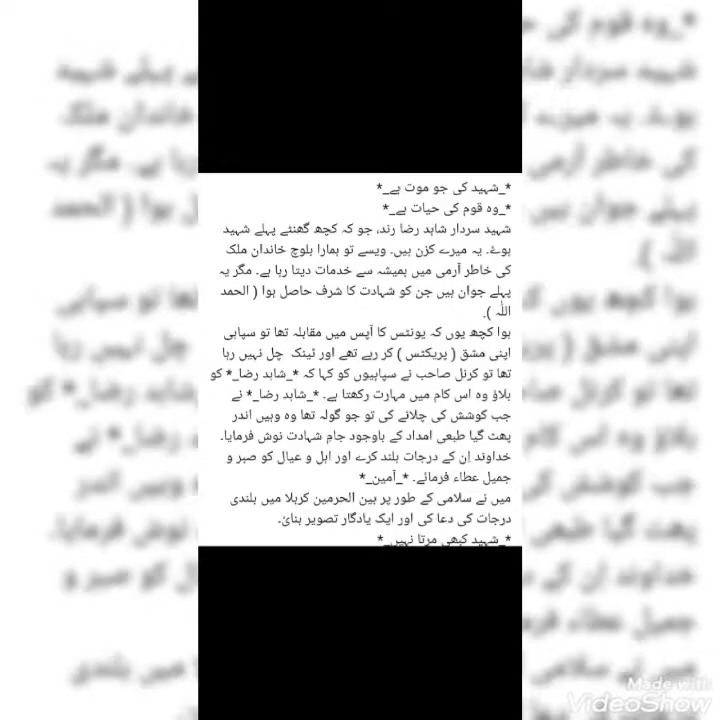 *_شہید کی جو موت ہے_*
*_وہ قوم کی حیات ہے_*
شہید سردار شاہد رضا رند، جو کہ کچھ گھنٹے پہلے شہید
ہوۓ۔ یہ میرے کزن ہیں۔ ویسے تو ہمارا بلوچ خاندان ملک
کی خاطر آرمی میں ہمیشہ سے خدمات دیتا رہا ہے۔ مگر یہ
پہلے جوان ہیں جن کو شہادت کا شرف حاصل ہوا ( الحمد
اللّٰہ ).
ہوا کچھ یوں کہ یونٹس کا آپس میں مقابلہ تھا تو سپاہی
اپنی مشق ( پریکٹس ) کر رہے تھے اور ٹینک چل نہیں رہا
تھا تو کرنل صاحب نے سپاہیوں کو کہا کہ *_شاہد رضا_* کو
بلاؤ وہ اس کام میں مہارت رکھتا ہے۔ *_شاہد رضا_* نے
جب کوشش کی چلانے کی تو جو گولہ تھا وہ وہیں اندر
پھٹ گیا طبعی امداد کے باوجود جام شہادت نوش فرمایا۔
خداوند اِن کے درجات بلند کرے اور اہل و عیال کو صبر و
جمیل عطاء فرمائے۔ *_آمین_*
میں نے سلامی کے طور پر بین الحرمین کربلا میں بلندی
درجات کی دعا کی اور ایک یادگار تصویر بنائ۔
*_شہید کبھی مرتا نہیں_*
Made with
VideoShow